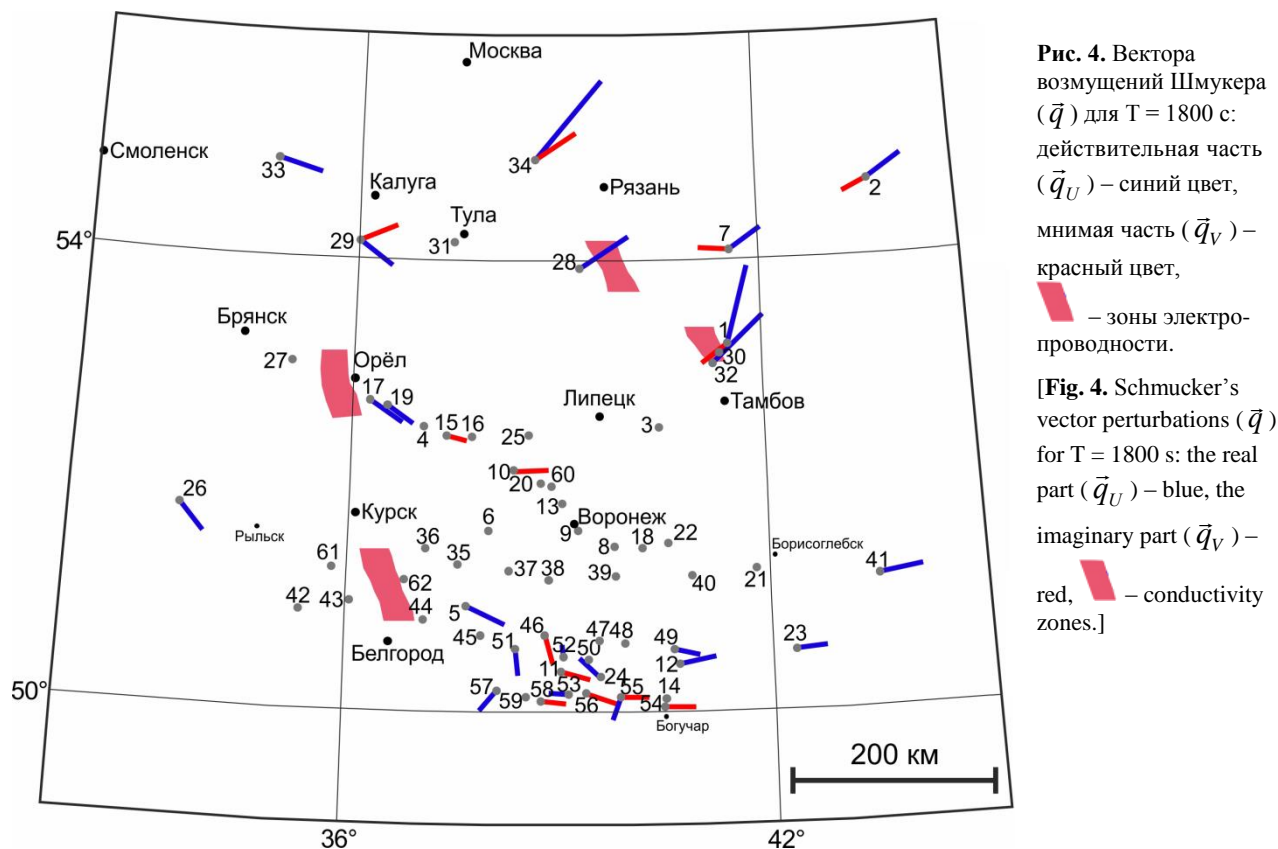 Москва
Смоленск
33
34
Рязань
2
Калуга
Тула
54°
29
31
7
28
Брянск
1
30
27
Орёл
32
17
19
Липецк
Тамбов
4
15 16
25
3
10
60
20
26
13
Курск
6
9
Воронеж
Рыльск
36
35
8
18
22
Борисоглебск
61
62
37
38
39
40
21
41
42
43
44
5
46
Белгород
45
51
52
47
48
49
23
50
12
11
24
50°
57
59
58
53
56
55
14
54
Богучар
200 км
36°
42°
Рис. 4. Вектора
возмущений Шмукера
( q⃗ ) для T = 1800 с:
действительная часть
( q⃗_U ) – синий цвет,
мнимая часть ( q⃗_V ) –
красный цвет,
– зоны электро-
проводности.
[Fig. 4. Schmucker’s
vector perturbations ( q⃗ )
for T = 1800 s: the real
part ( q⃗_U ) – blue, the
imaginary part ( q⃗_V ) –
red, – conductivity
zones.]